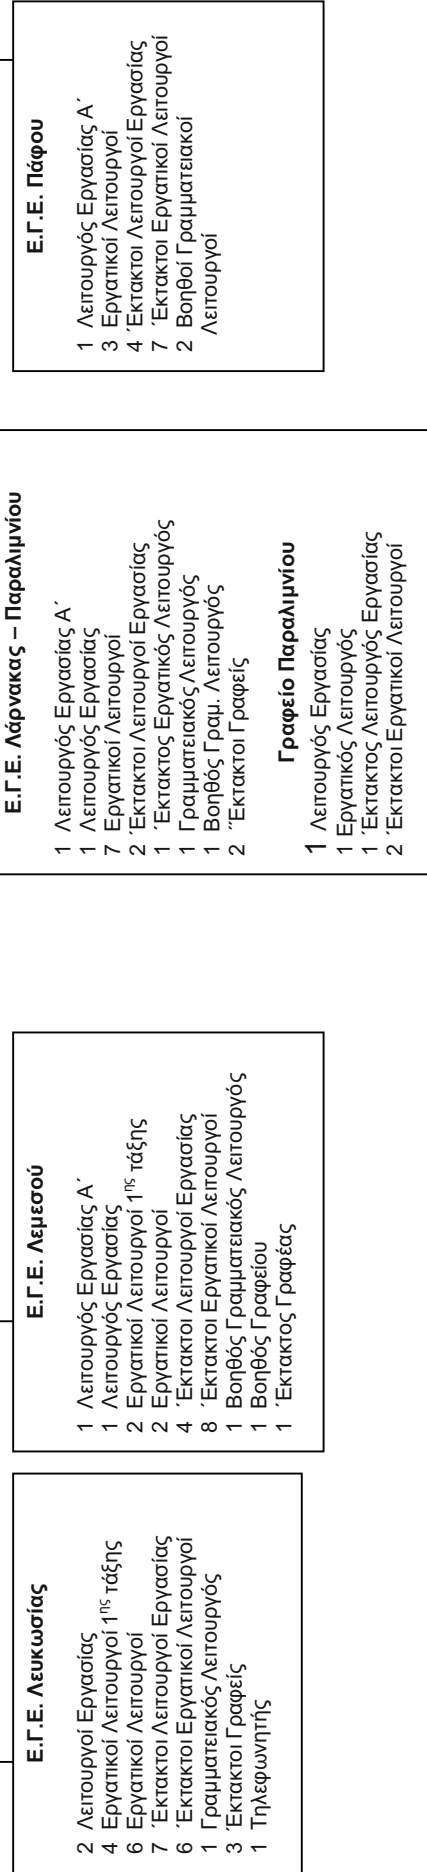 Ε.Γ.Ε. Λευκωσίας
2 Λειτουργοί Εργασίας
4 Εργατικοί Λειτουργοί 1ης τάξης
6 Εργατικοί Λειτουργοί
7 Έκτακτοι Λειτουργοί Εργασίας
6 Έκτακτοι Εργατικοί Λειτουργοί
1 Γραμματειακός Λειτουργός
3 Έκτακτοι Γραφείς
1 Τηλεφωνητής
Ε.Γ.Ε. Λεμεσού
1 Λειτουργός Εργασίας Α΄
1 Λειτουργός Εργασίας
2 Εργατικοί Λειτουργοί 1ης τάξης
2 Εργατικοί Λειτουργοί
4 Έκτακτοι Λειτουργοί Εργασίας
8 Έκτακτοι Εργατικοί Λειτουργοί
1 Βοηθός Γραμματειακός Λειτουργός
1 Βοηθός Γραφείου
1 Έκτακτος Γραφέας
Ε.Γ.Ε. Λάρνακας – Παραλιμνίου
1 Λειτουργός Εργασίας Α΄
1 Λειτουργός Εργασίας
7 Εργατικοί Λειτουργοί
2 Έκτακτοι Λειτουργοί Εργασίας
1 Έκτακτος Εργατικός Λειτουργός
1 Γραμματειακός Λειτουργός
1 Βοηθός Γραμ. Λειτουργός
2 ΄Έκτακτοι Γραφείς
Γραφείο Παραλιμνίου
1 Λειτουργός Εργασίας
1 Εργατικός Λειτουργός
1 Έκτακτος Λειτουργός Εργασίας
2 Έκτακτοι Εργατικοί Λειτουργοί
Ε.Γ.Ε. Πάφου
1 Λειτουργός Εργασίας Α΄
3 Εργατικοί Λειτουργοί
4 Έκτακτοι Λειτουργοί Εργασίας
7 Έκτακτοι Εργατικοί Λειτουργοί
2 Βοηθοί Γραμματειακοί
Λειτουργοί